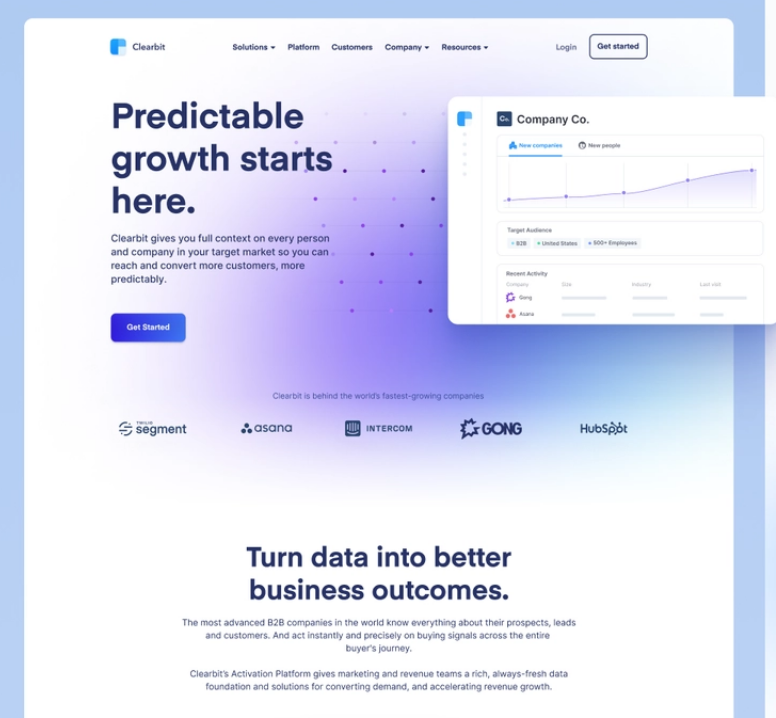 Clearbit
Solutions
Platform
Customers
Company
Resources
Login
Get started
Predictable
growth starts
here.
Clearbit gives you full context on every person
and company in your target market so you can
reach and convert more customers, more
predictably.
Get Started
Co.
Company Co.
New companies
New people
Target Audience
B2B
United States
500+ Employees
Recent Activity
Company
Size
Industry
Last visit
Gong
Asana
Clearbit is behind the world's fastest-growing companies
TWILIO
segment
asana
INTERCOM
GONG
HubSpot
Turn data into better
business outcomes.
The most advanced B2B companies in the world know everything about their prospects, leads
and customers. And act instantly and precisely on buying signals across the entire
buyer's journey.
Clearbit's Activation Platform gives marketing and revenue teams a rich, always-fresh data
foundation and solutions for converting demand, and accelerating revenue growth.